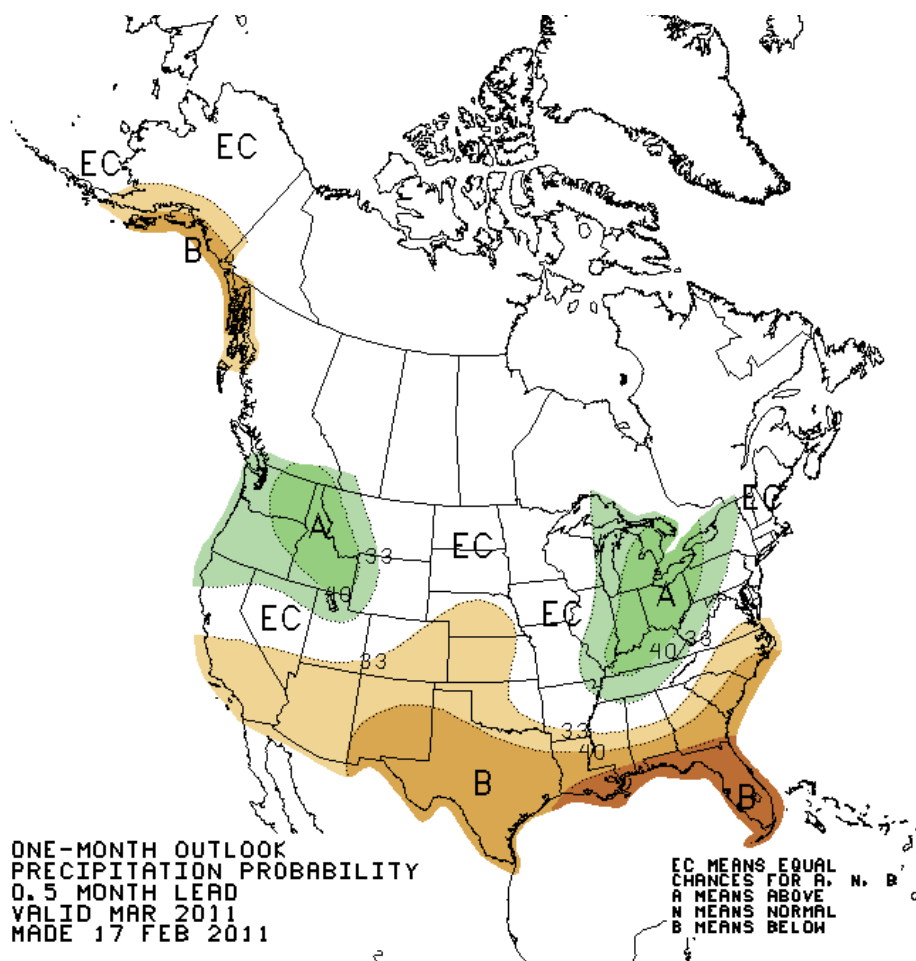 EC
EC
B
A
33
EC
EC
40
EC
EC
A
33
33
40
33
40
B
B
ONE-MONTH OUTLOOK
PRECIPITATION PROBABILITY
0.5 MONTH LEAD
VALID MAR 2011
MADE 17 FEB 2011
EC MEANS EQUAL
CHANCES FOR A, N, B
A MEANS ABOVE
N MEANS NORMAL
B MEANS BELOW